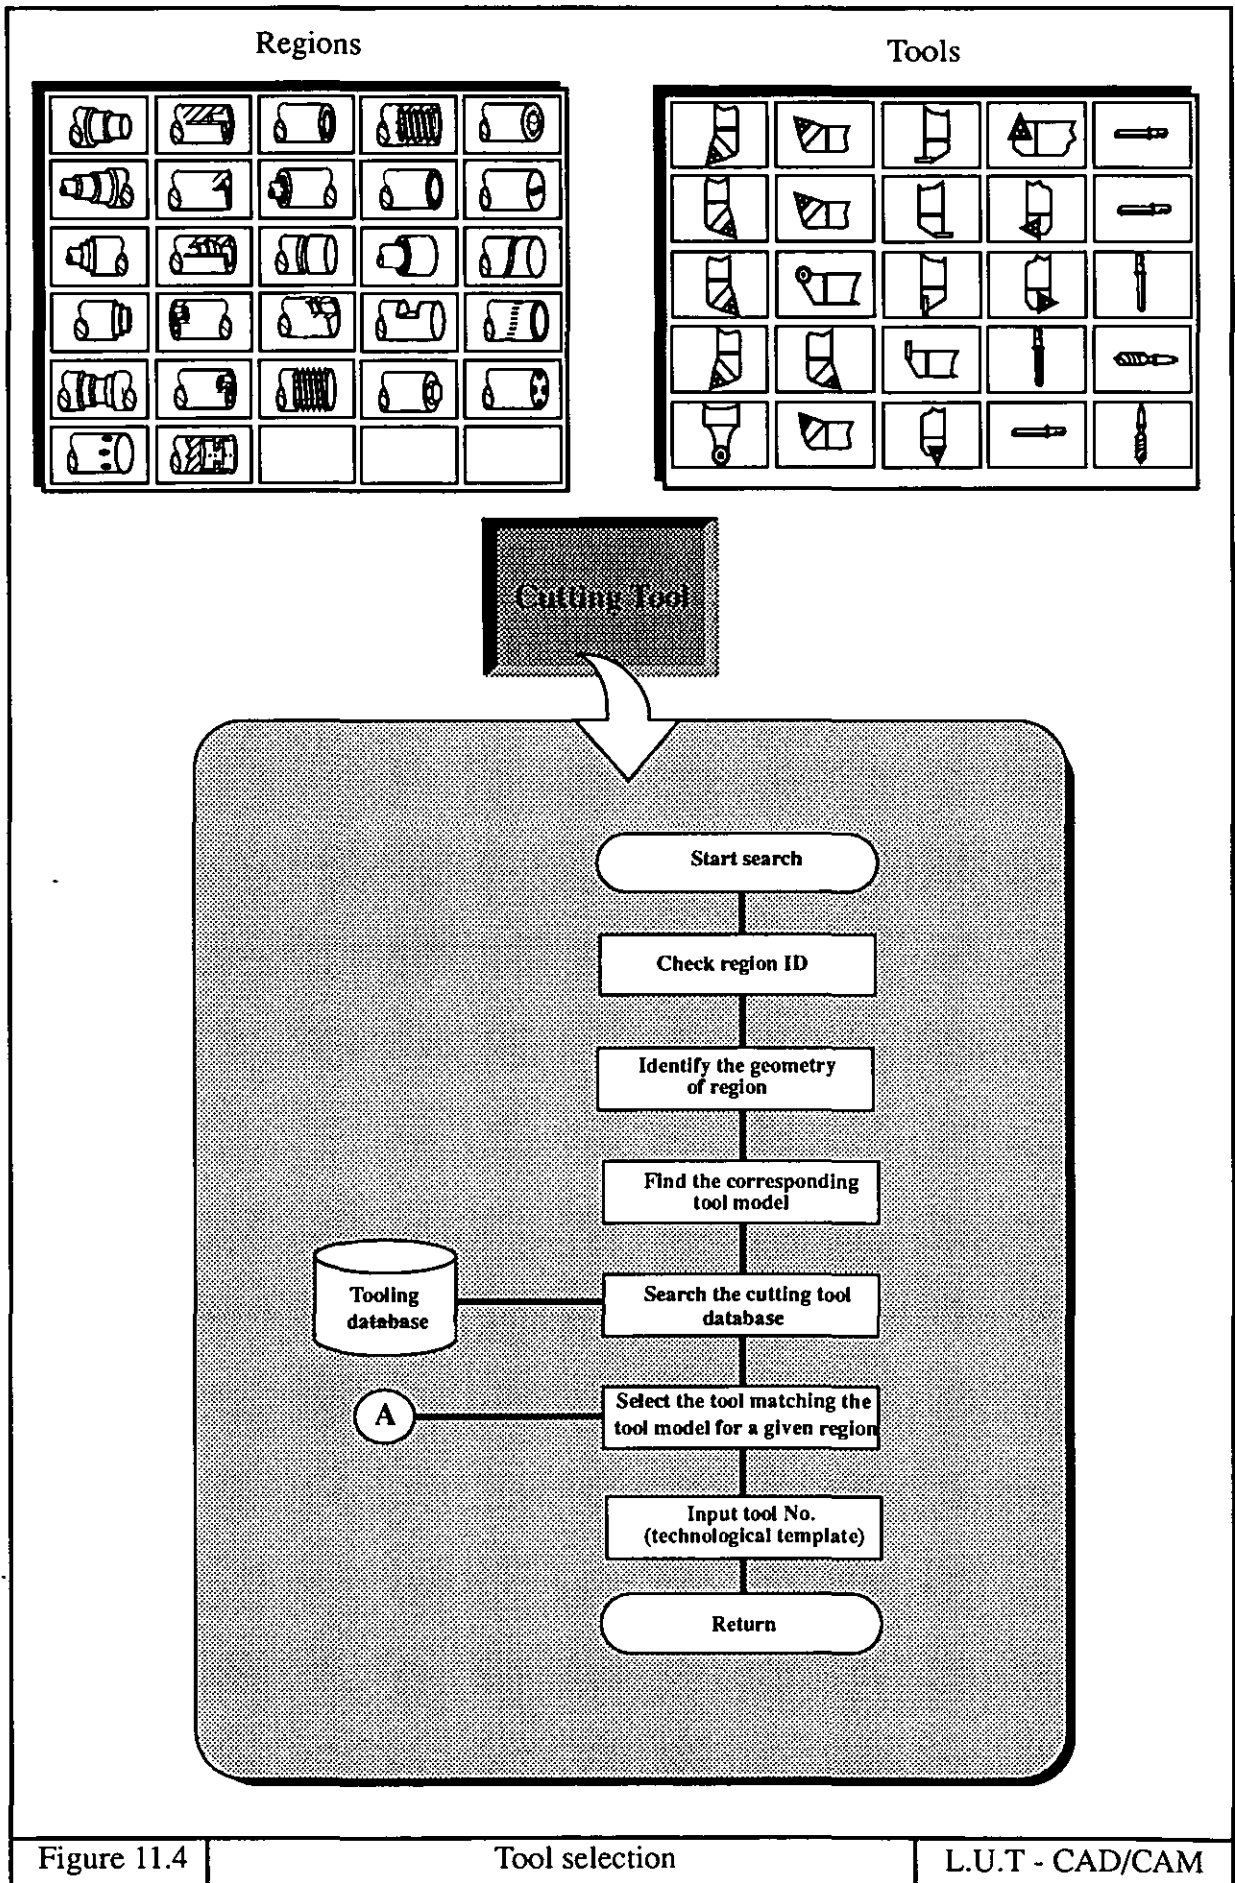 Regions
Tools
Cutting Tool
Start search
Check region ID
Identify the geometry
of region
Find the corresponding
tool model
Tooling
database
Search the cutting tool
database
A
Select the tool matching the
tool model for a given region
Input tool No.
(technological template)
Return
Figure 11.4
Tool selection
L.U.T - CAD/CAM